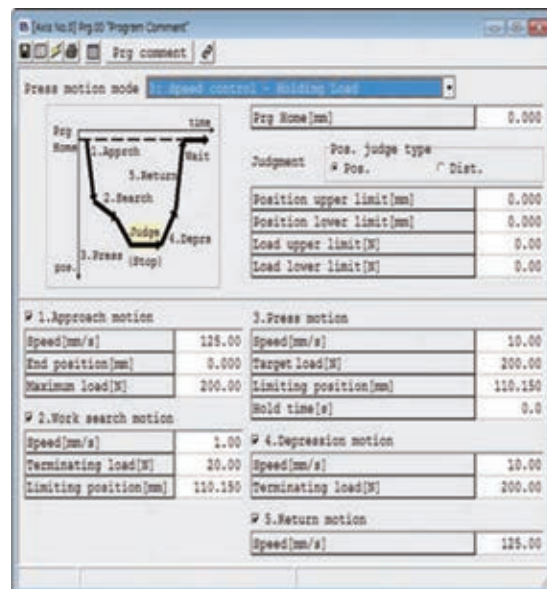 [Axis No.0] Prg.00 "Program Comment"
Prg comment
Press motion mode Speed control - Holding Load
Prg Home
time
1.Approch
Wait
5.Return
2.Search
Judge
4.Deprs
3.Press
(Stop)
pos.
Prg Home[mm] 0.000
Judgment
Pos. judge type
Pos. Dist.
Position upper limit[mm] 0.000
Position lower limit[mm] 0.000
Load upper limit[N] 0.00
Load lower limit[N] 0.00
1.Approach motion
Speed[mm/s] 125.00
End position[mm] 0.000
Maximum load[N] 200.00
2.Work search motion
Speed[mm/s] 1.00
Terminating load[N] 20.00
Limiting position[mm] 110.150
3.Press motion
Speed[mm/s] 10.00
Target load[N] 200.00
Limiting position[mm] 110.150
Hold time[s] 0.0
4.Depression motion
Speed[mm/s] 10.00
Terminating load[N] 200.00
5.Return motion
Speed[mm/s] 125.00